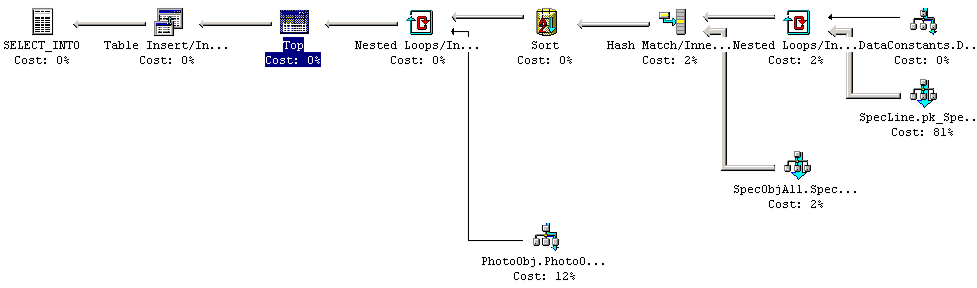 SELECT_INTO
Cost: 0%
Table Insert/In...
Cost: 0%
Top
Cost: 0%
Nested Loops/In...
Cost: 0%
Sort
Cost: 0%
Hash Match/Inne...
Cost: 2%
Nested Loops/In...
Cost: 2%
DataConstants.D...
Cost: 0%
SpecLine.pk_Spe...
Cost: 81%
SpecObjAll.Spec...
Cost: 2%
PhotoObj.PhotoO...
Cost: 12%